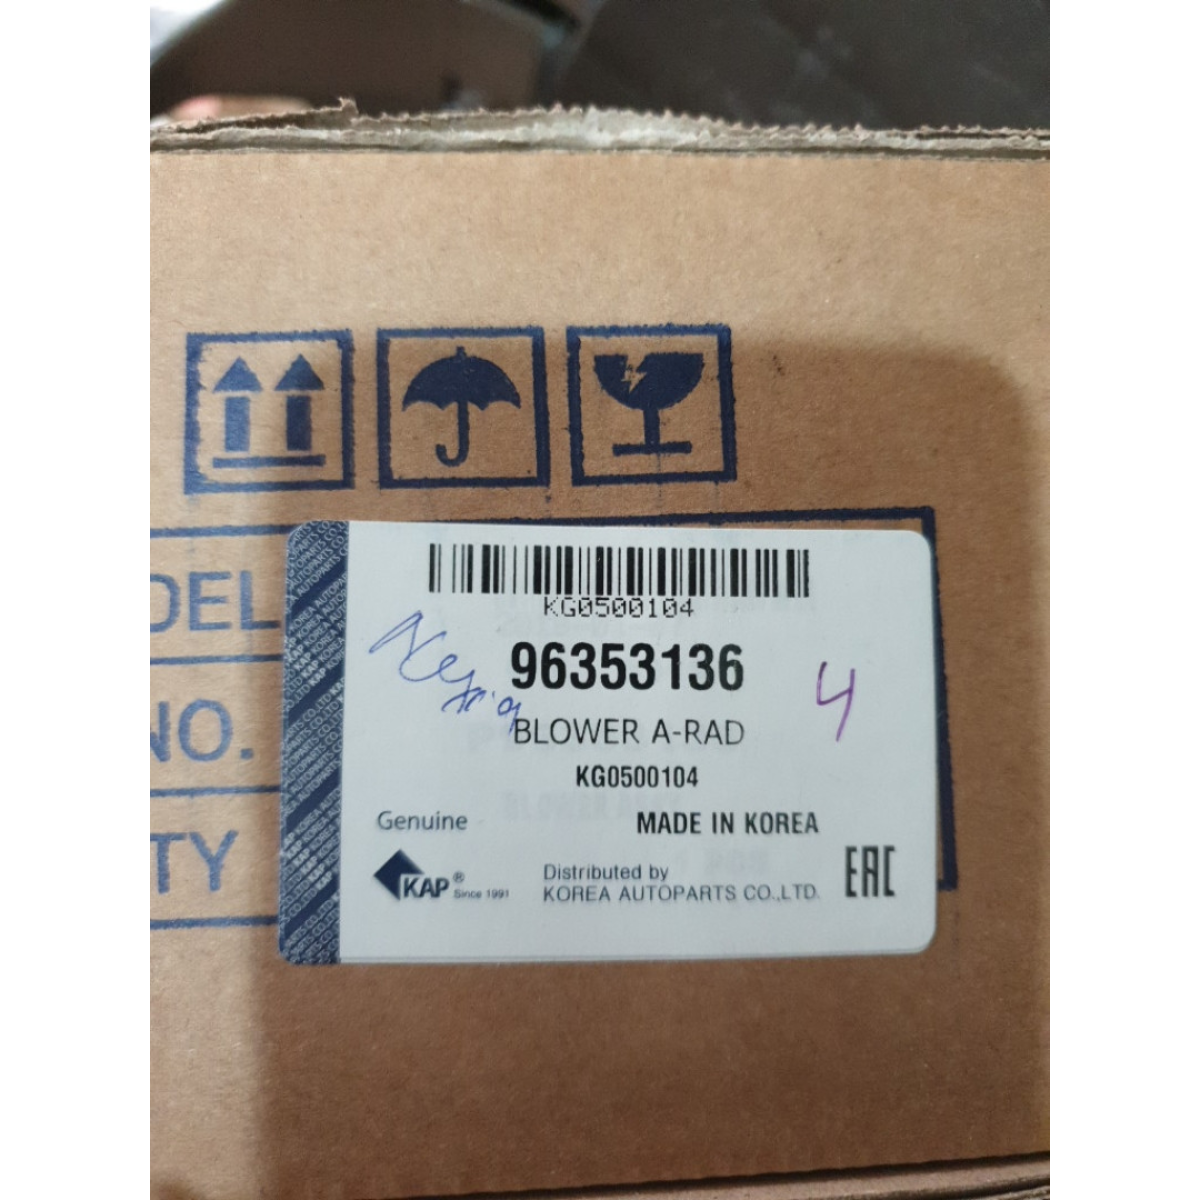 DEL
NO.
TY
KG0500104
96353136
4
BLOWER A-RAD
KG0500104
Genuine
MADE IN KOREA
KAP® Since 1991
Distributed by
KOREA AUTOPARTS CO.,LTD.
EAC